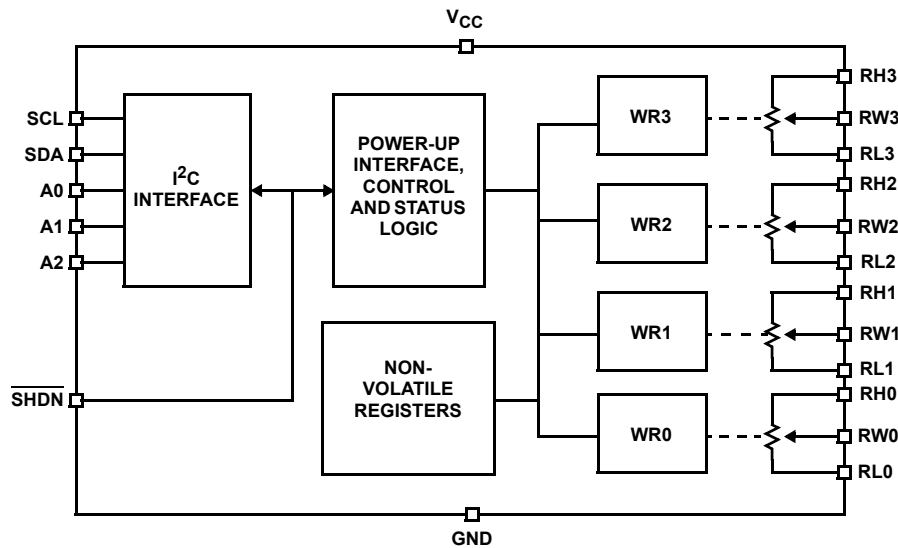 VCC
SCL
SDA
A0
A1
A2
SHDN
I2C
INTERFACE
POWER-UP
INTERFACE,
CONTROL
AND STATUS
LOGIC
NON-
VOLATILE
REGISTERS
WR3
WR2
WR1
WR0
RH3
RW3
RL3
RH2
RW2
RL2
RH1
RW1
RL1
RH0
RW0
RL0
GND